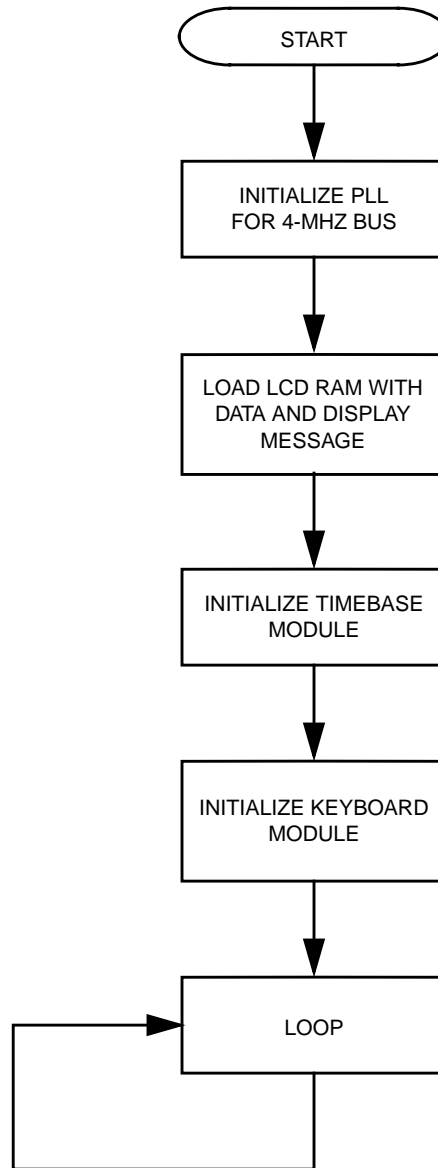 START
INITIALIZE PLL
FOR 4-MHZ BUS
LOAD LCD RAM WITH
DATA AND DISPLAY
MESSAGE
INITIALIZE TIMEBASE
MODULE
INITIALIZE KEYBOARD
MODULE
LOOP